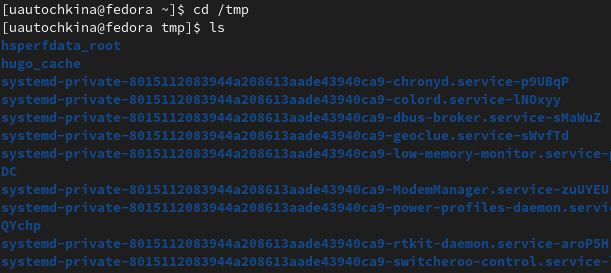 [uautochkina@fedora ~]$ cd /tmp
[uautochkina@fedora tmp]$ ls
hsperfdata_root
hugo_cache
systemd-private-8015112083944a208613aade43940ca9-chronyd.service-p9UBqP
systemd-private-8015112083944a208613aade43940ca9-colord.service-lNOxyy
systemd-private-8015112083944a208613aade43940ca9-dbus-broker.service-sMaWuZ
systemd-private-8015112083944a208613aade43940ca9-geoclue.service-sWvfTd
systemd-private-8015112083944a208613aade43940ca9-low-memory-monitor.service-
DC
systemd-private-8015112083944a208613aade43940ca9-ModemManager.service-zuUYEU
systemd-private-8015112083944a208613aade43940ca9-power-profiles-daemon.servi
QYchp
systemd-private-8015112083944a208613aade43940ca9-rtkit-daemon.service-aroP5H
systemd-private-8015112083944a208613aade43940ca9-switcheroo-control.service-